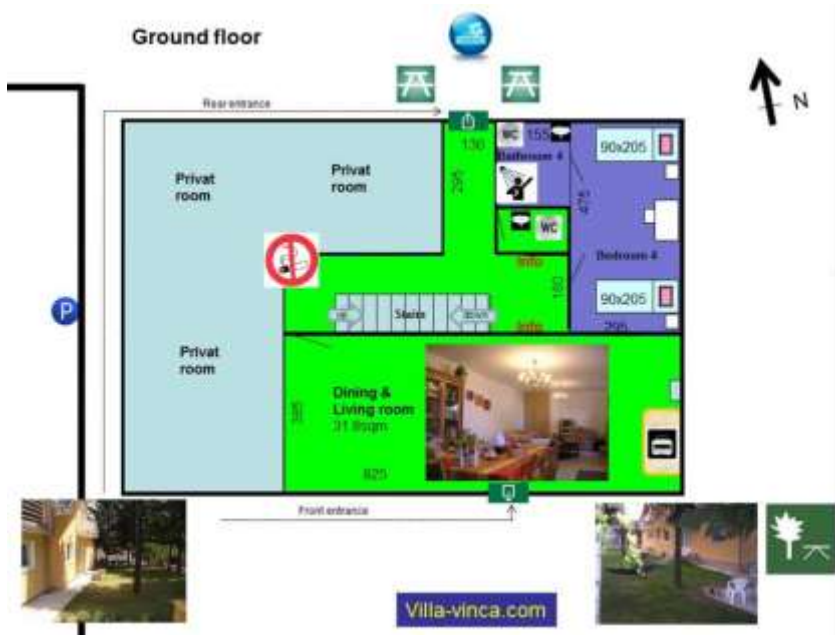 Ground floor
Rear entrance
N
130
WC
155
Bathroom 4
90x205
Privat
room
Privat
room
295
475
WC
Info
Bedroom 4
P
160
90x205
Stairs
Info
295
Privat
room
Dining &
Living room
31.8sqm
385
825
Front entrance
Villa-vinca.com